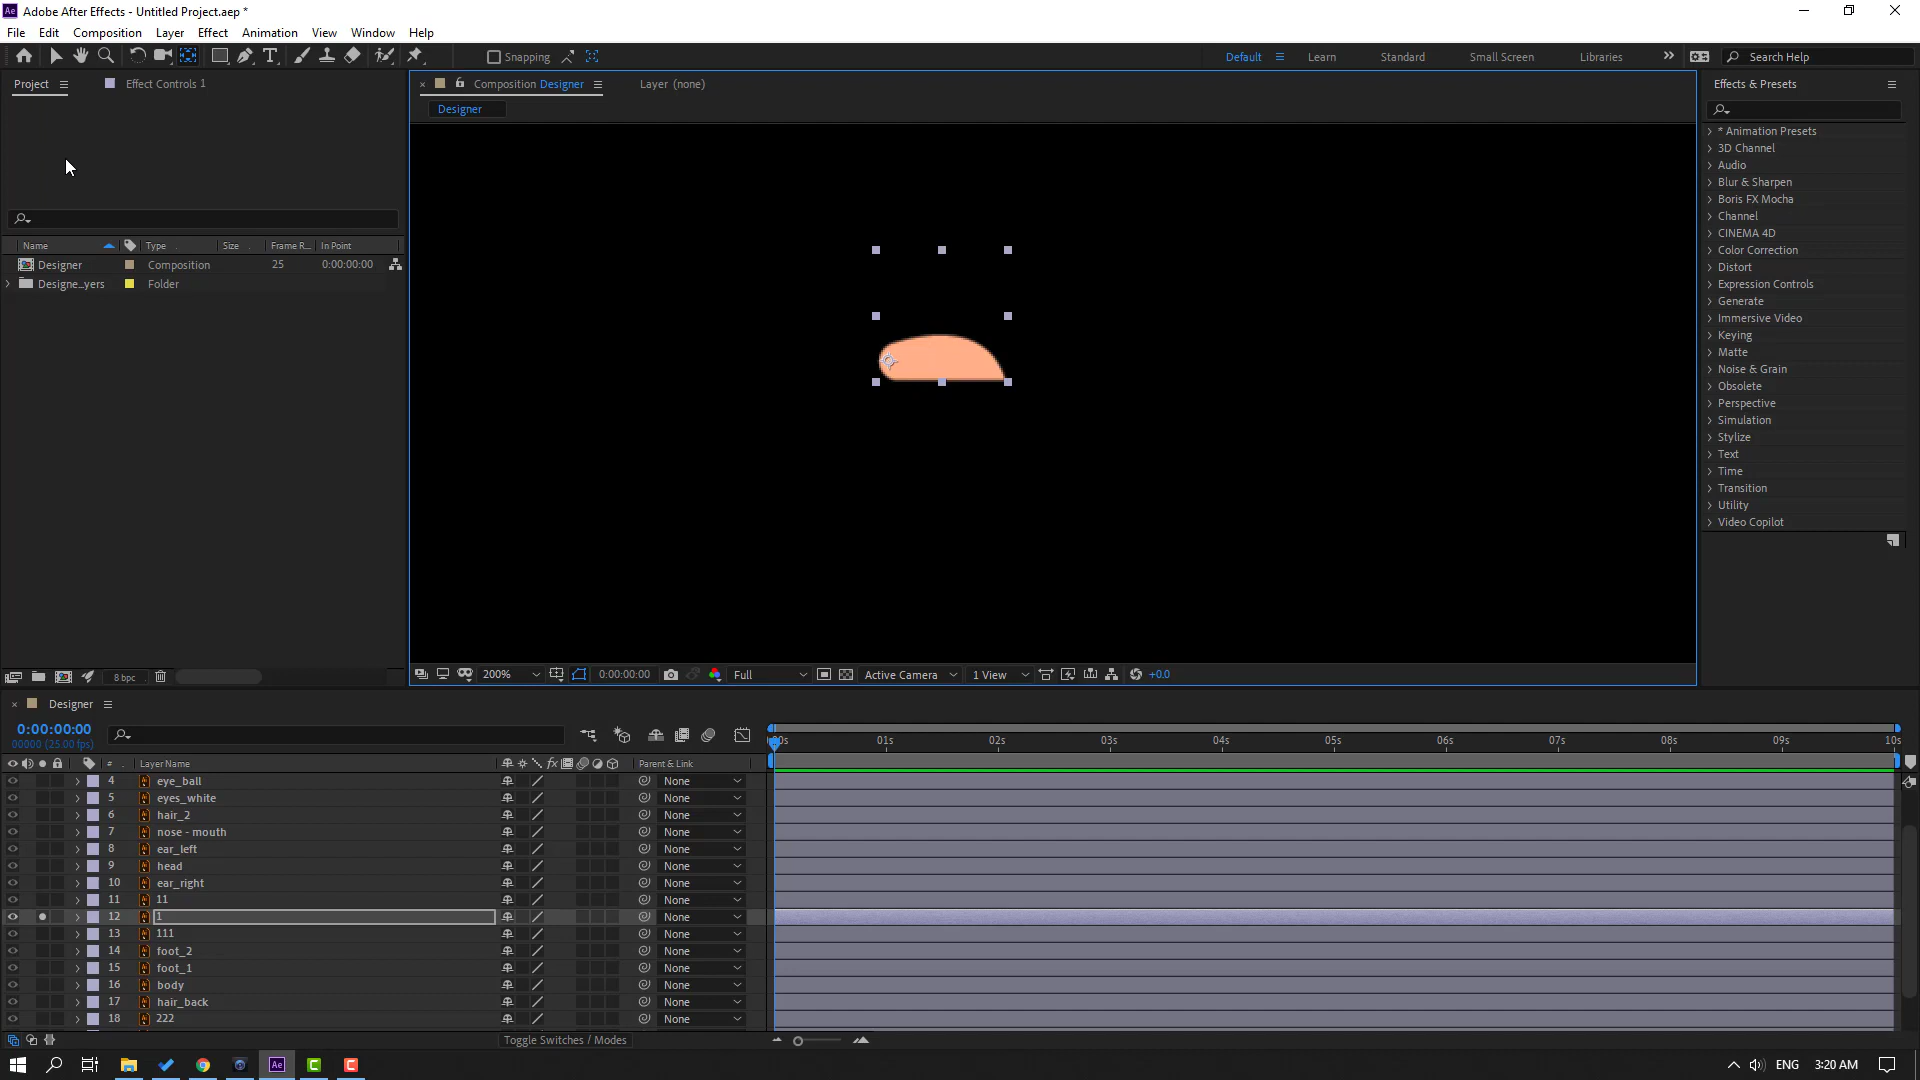 Adobe After Effects - Untitled Project.aep *
File Edit Composition Layer Effect Animation View Window Help
Snapping
Default Learn Standard Small Screen Libraries Search Help
Project Effect Controls 1
Composition Designer Layer (none)
Effects & Presets
Designer
* Animation Presets
3D Channel
Audio
Blur & Sharpen
Boris FX Mocha
Channel
CINEMA 4D
Color Correction
Distort
Expression Controls
Generate
Immersive Video
Keying
Matte
Noise & Grain
Obsolete
Perspective
Simulation
Stylize
Text
Time
Transition
Utility
Video Copilot
Name Type Size Frame R... In Point
Designer Composition 25 0:00:00:00
Designe...yers Folder
8 bpc
200% 0:00:00:00 Full Active Camera 1 View +0.0
Designer
0:00:00:00
00000 (25.00 fps)
00s 01s 02s 03s 04s 05s 06s 07s 08s 09s 10s
# Layer Name Parent & Link
4 eye_ball None
5 eyes_white None
6 hair_2 None
7 nose - mouth None
8 ear_left None
9 head None
10 ear_right None
11 11 None
12 1 None
13 111 None
14 foot_2 None
15 foot_1 None
16 body None
17 hair_back None
18 222 None
Toggle Switches / Modes
Ae
ENG 3:20 AM